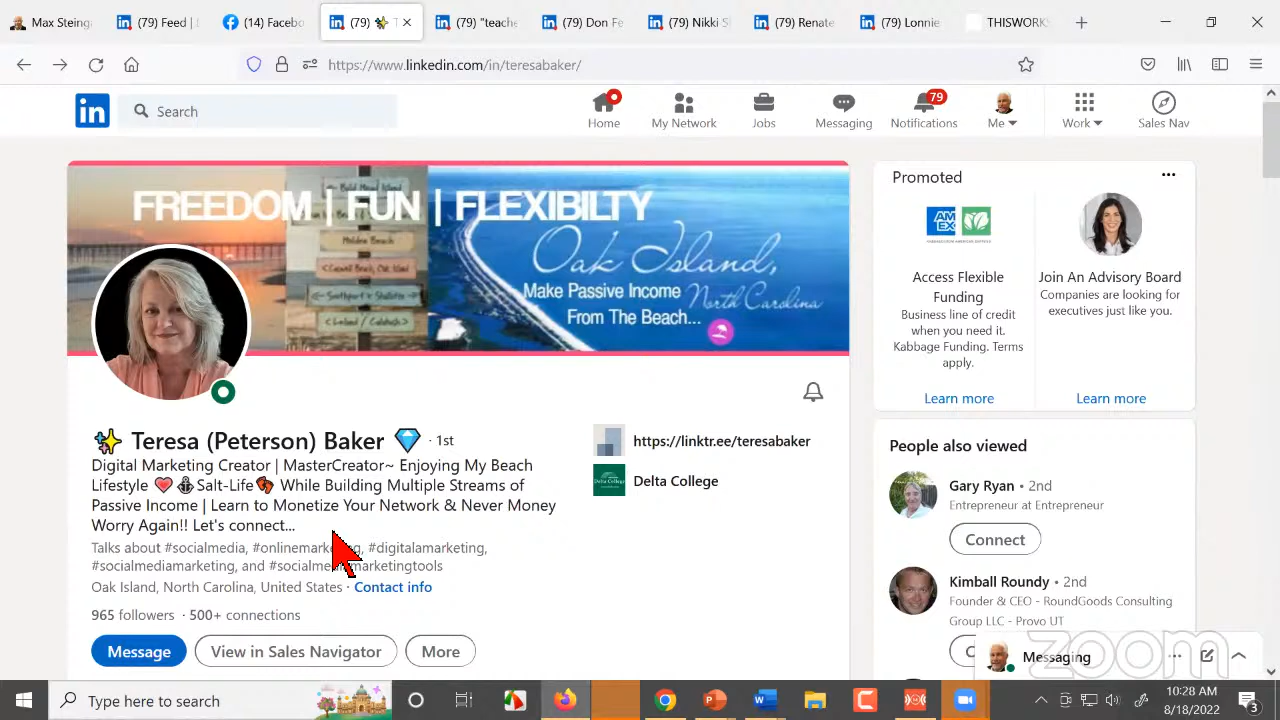 Max Steing
(79) Feed | L
(14) Facebo
(79) ✨ T
(79) "teache
(79) Don Fe
(79) Nikki S
(79) Renate
(79) Lonnie
THISWORKS
https://www.linkedin.com/in/teresabaker/
in
Search
Home
My Network
Jobs
Messaging
79
Notifications
Me
Work
Sales Nav
FREEDOM | FUN | FLEXIBILTY
Holden Beach
Oak Island,
Make Passive Income North Carolina
From The Beach...
✨ Teresa (Peterson) Baker 💎 · 1st
Digital Marketing Creator | MasterCreator~ Enjoying My Beach
Lifestyle ❤️ Salt-Life👣 While Building Multiple Streams of
Passive Income | Learn to Monetize Your Network & Never Money
Worry Again!! Let's connect...
Talks about #socialmedia, #onlinemarketing, #digitalamarketing,
#socialmediamarketing, and #socialmediamarketingtools
Oak Island, North Carolina, United States · Contact info
965 followers · 500+ connections
Message
View in Sales Navigator
More
https://linktr.ee/teresabaker
Delta College
Promoted
AM
EX
Access Flexible
Funding
Business line of credit
when you need it.
Kabbage Funding. Terms
apply.
Learn more
Join An Advisory Board
Companies are looking for
executives just like you.
Learn more
People also viewed
Gary Ryan • 2nd
Entrepreneur at Entrepreneur
Connect
Kimball Roundy • 2nd
Founder & CEO - RoundGoods Consulting
Group LLC - Provo UT
zoom
Messaging
Type here to search
10:28 AM
8/18/2022
3